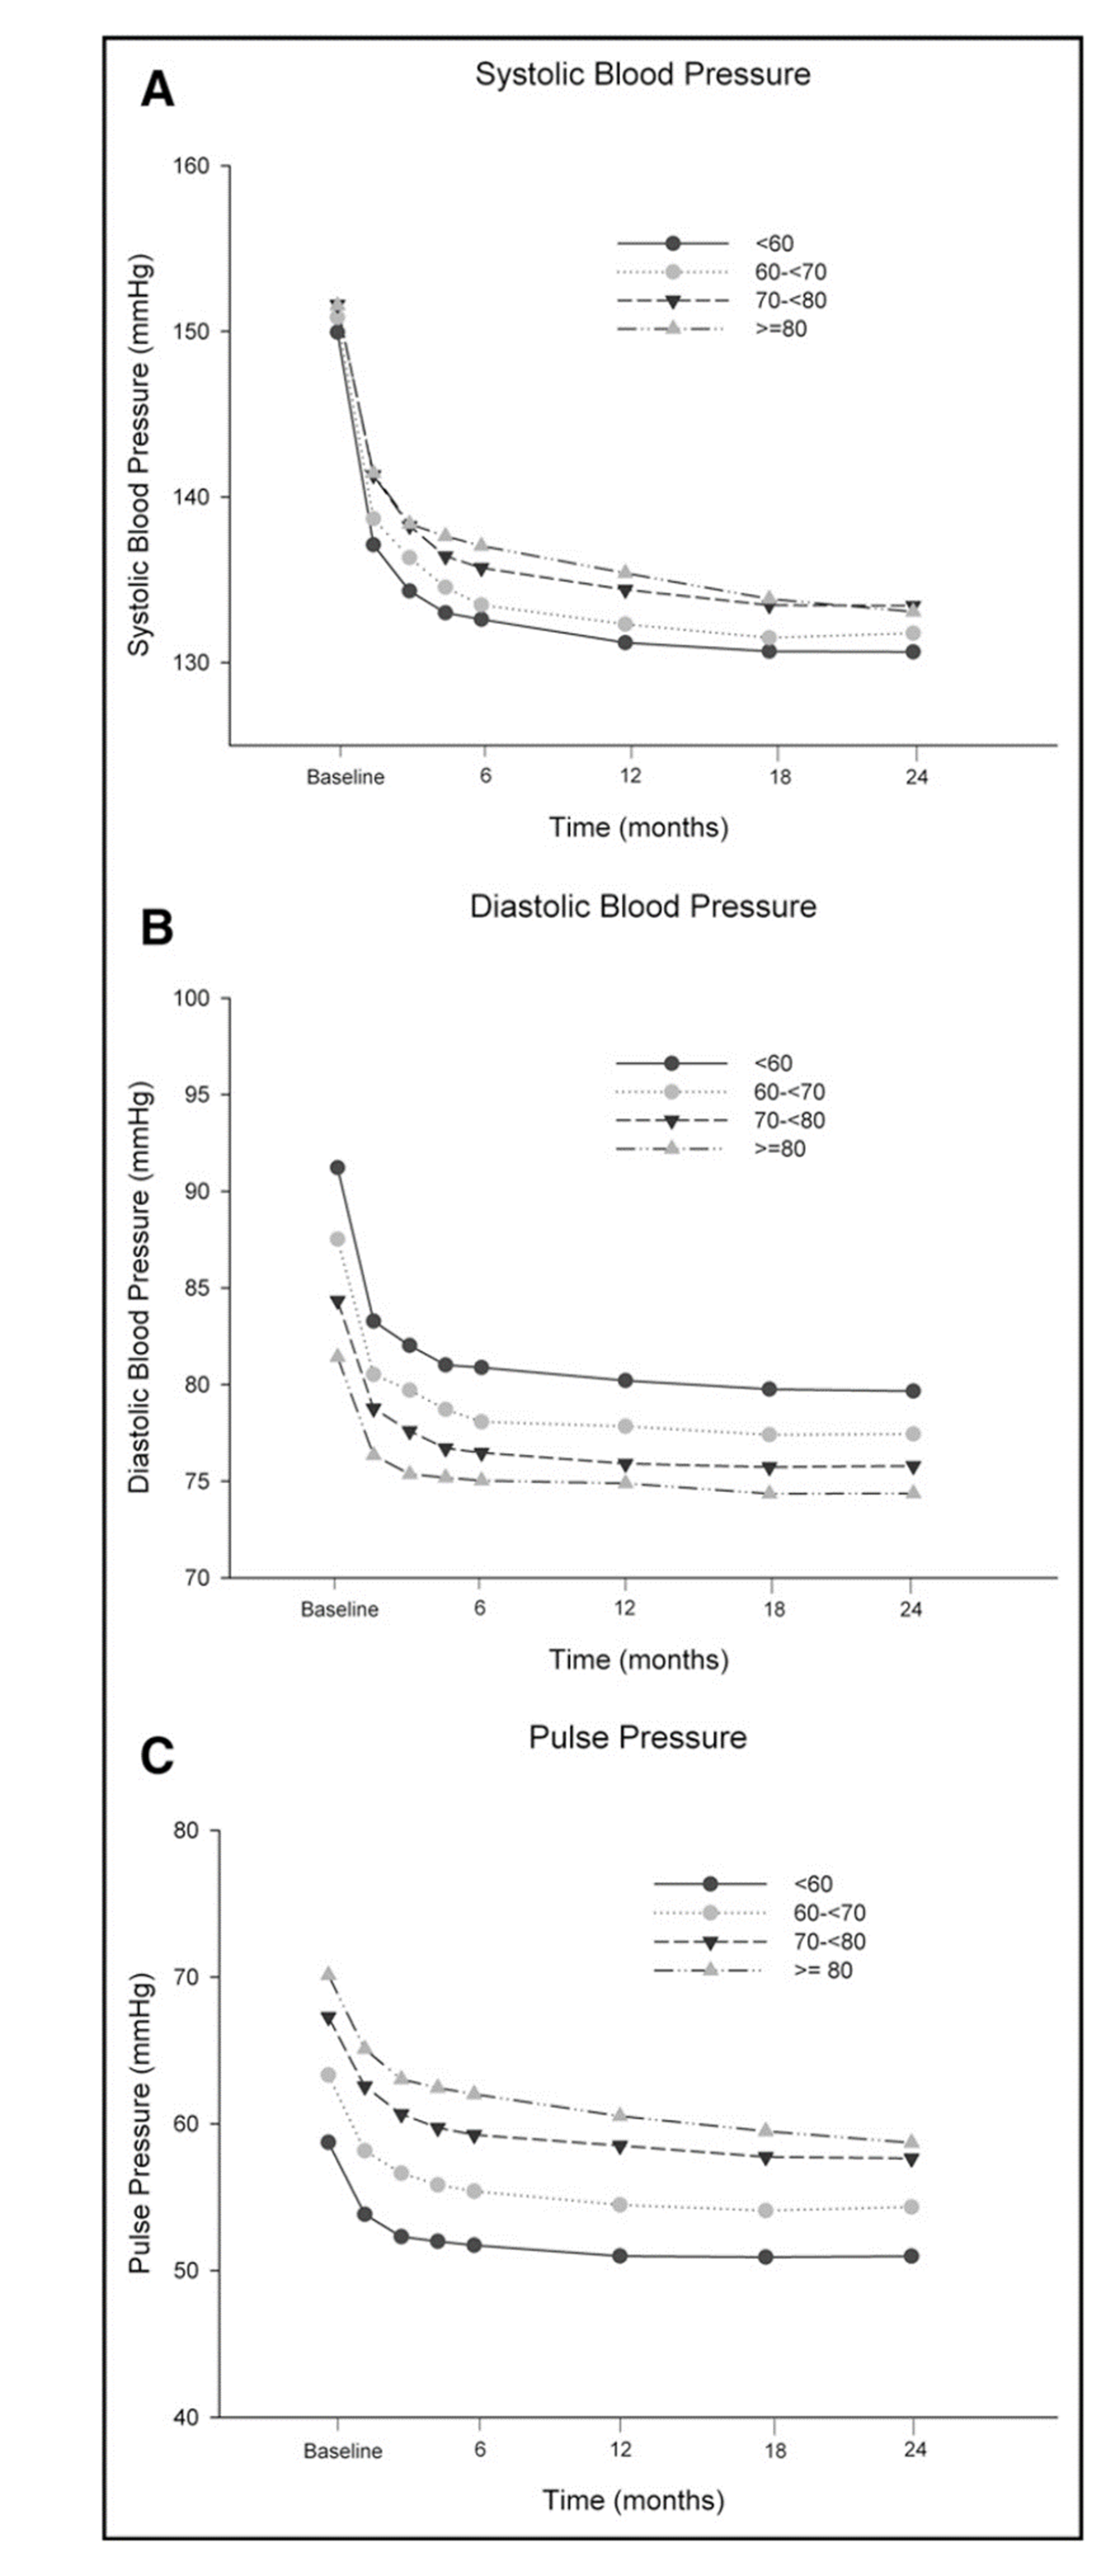 A
Systolic Blood Pressure
160
150
140
130
Systolic Blood Pressure (mmHg)
<60
60-<70
70-<80
>=80
Baseline 6 12 18 24
Time (months)
B
Diastolic Blood Pressure
100
95
90
85
80
75
70
Diastolic Blood Pressure (mmHg)
<60
60-<70
70-<80
>=80
Baseline 6 12 18 24
Time (months)
C
Pulse Pressure
80
70
60
50
40
Pulse Pressure (mmHg)
<60
60-<70
70-<80
>= 80
Baseline 6 12 18 24
Time (months)